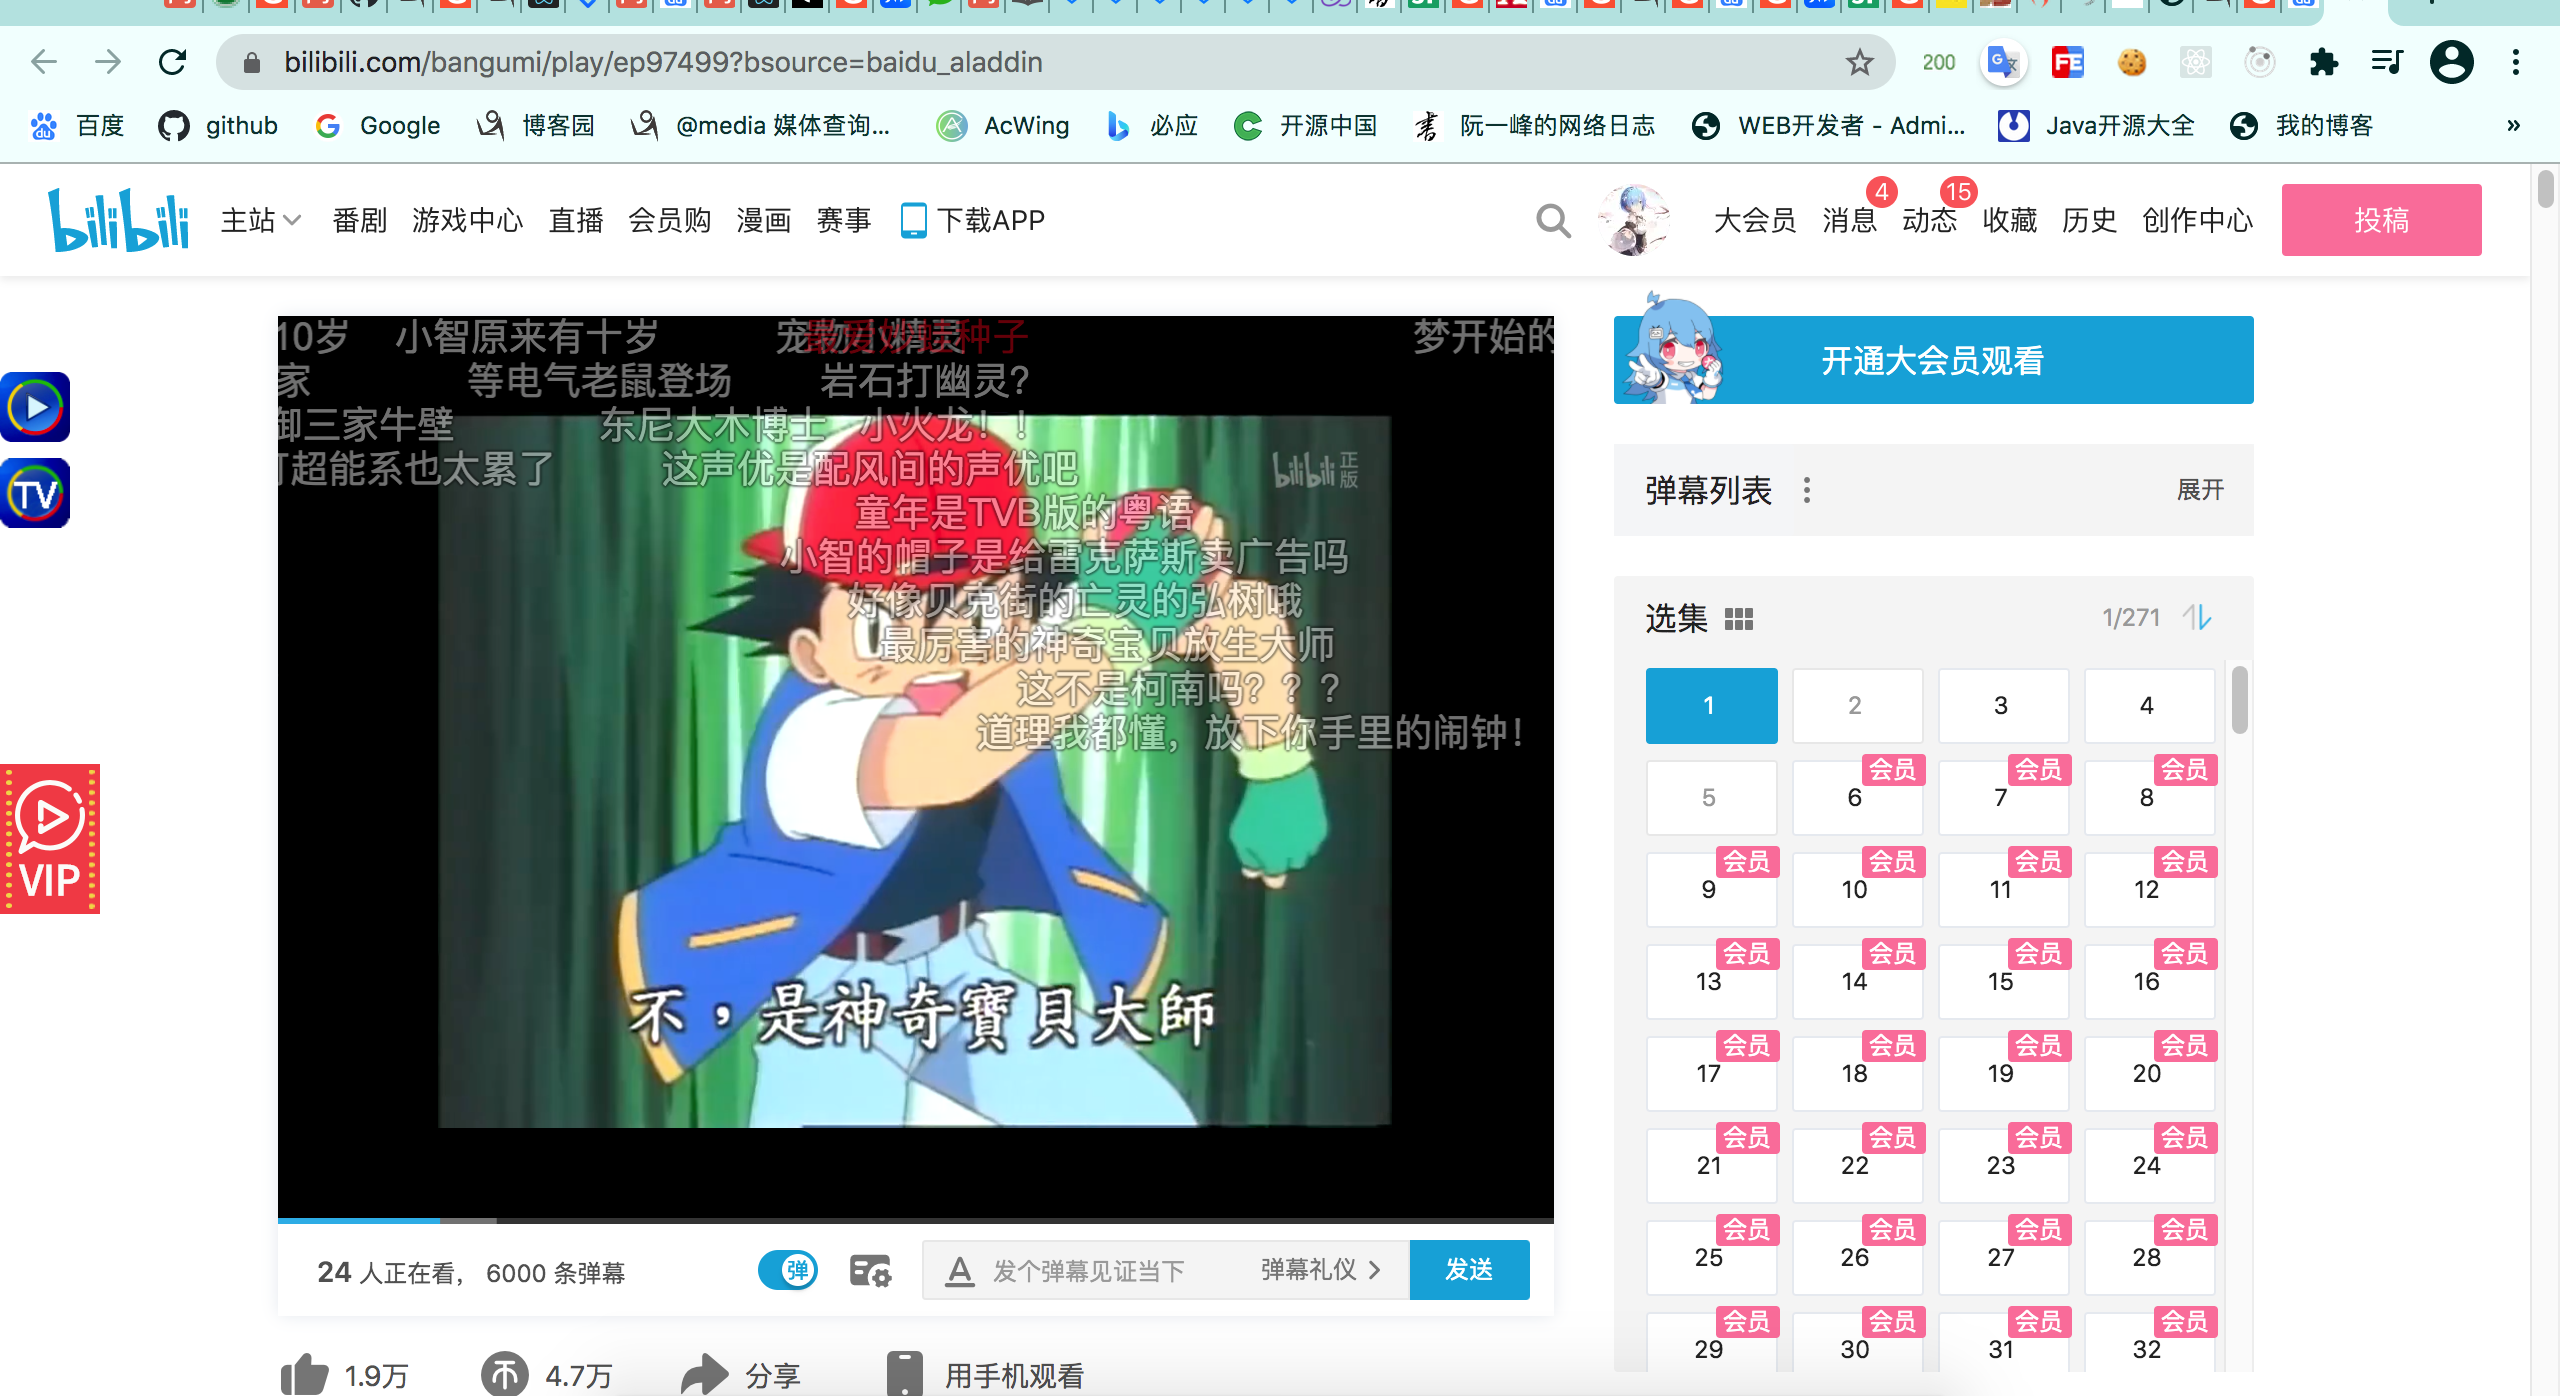 bilibili.com/bangumi/play/ep97499?bsource=baidu_aladdin
200
FE
百度
github
Google
博客园
@media 媒体查询...
AcWing
必应
开源中国
阮一峰的网络日志
WEB开发者 - Admi...
Java开源大全
我的博客
»
bilibili
主站
番剧
游戏中心
直播
会员购
漫画
赛事
下载APP
大会员
消息
4
动态
15
收藏
历史
创作中心
投稿
TV
VIP
10岁
小智原来有十岁
梦开始的
家
等电气老鼠登场
岩石打幽灵?
御三家牛壁
东尼大木博士
小火龙！！
超能系也太累了
这声优是配风间的声优吧
bilibili 正版
童年是TVB版的粤语
小智的帽子是给雷克萨斯卖广告吗
好像贝克街的亡灵的弘树哦
最厉害的神奇宝贝放生大师
这不是柯南吗？？？
道理我都懂，放下你手里的闹钟！
不，是神奇寶貝大師
24 人正在看， 6000 条弹幕
弹
发个弹幕见证当下
弹幕礼仪
发送
1.9万
4.7万
分享
用手机观看
开通大会员观看
弹幕列表
展开
选集
1/271
1
2
3
4
5
会员
6
会员
7
会员
8
会员
9
会员
10
会员
11
会员
12
会员
13
会员
14
会员
15
会员
16
会员
17
会员
18
会员
19
会员
20
会员
21
会员
22
会员
23
会员
24
会员
25
会员
26
会员
27
会员
28
会员
29
会员
30
会员
31
会员
32